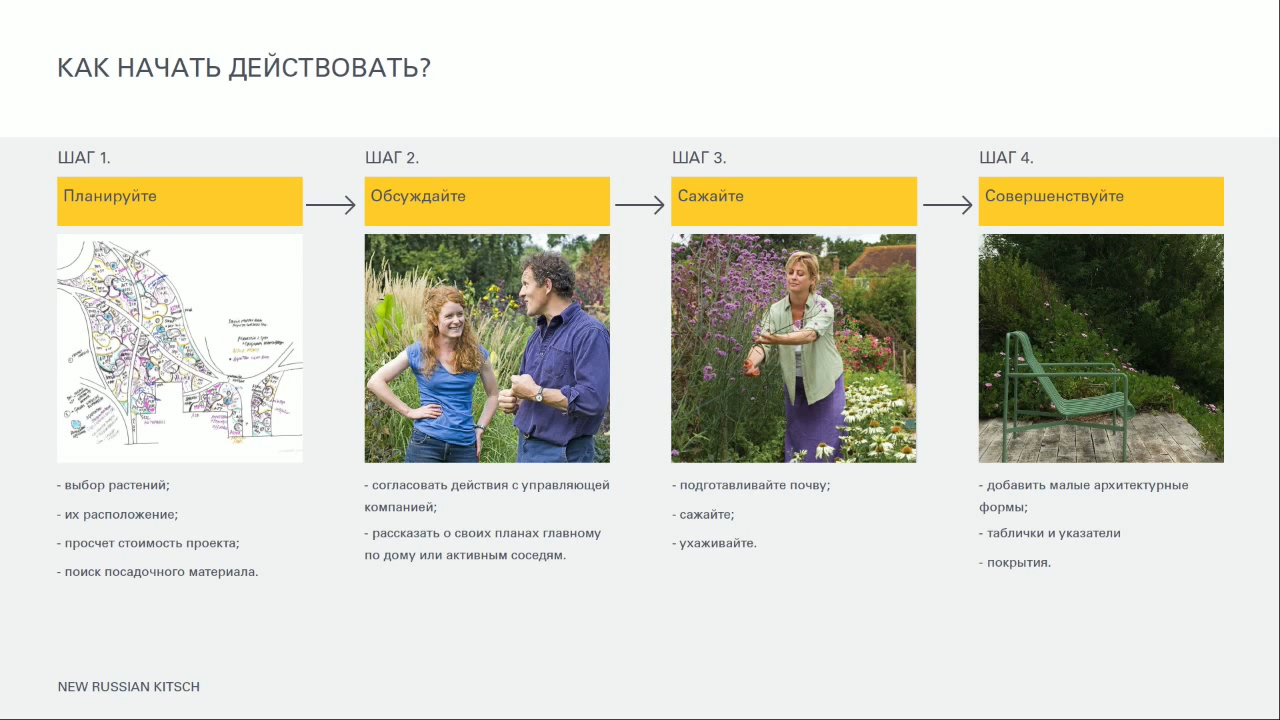 КАК НАЧАТЬ ДЕЙСТВОВАТЬ?
ШАГ 1.
Планируйте
- выбор растений;
- их расположение;
- просчет стоимость проекта;
- поиск посадочного материала.
ШАГ 2.
Обсуждайте
- согласовать действия с управляющей
компанией;
- рассказать о своих планах главному
по дому или активным соседям.
ШАГ 3.
Сажайте
- подготавливайте почву;
- сажайте;
- ухаживайте.
ШАГ 4.
Совершенствуйте
- добавить малые архитектурные
формы;
- таблички и указатели
- покрытия.
NEW RUSSIAN KITSCH